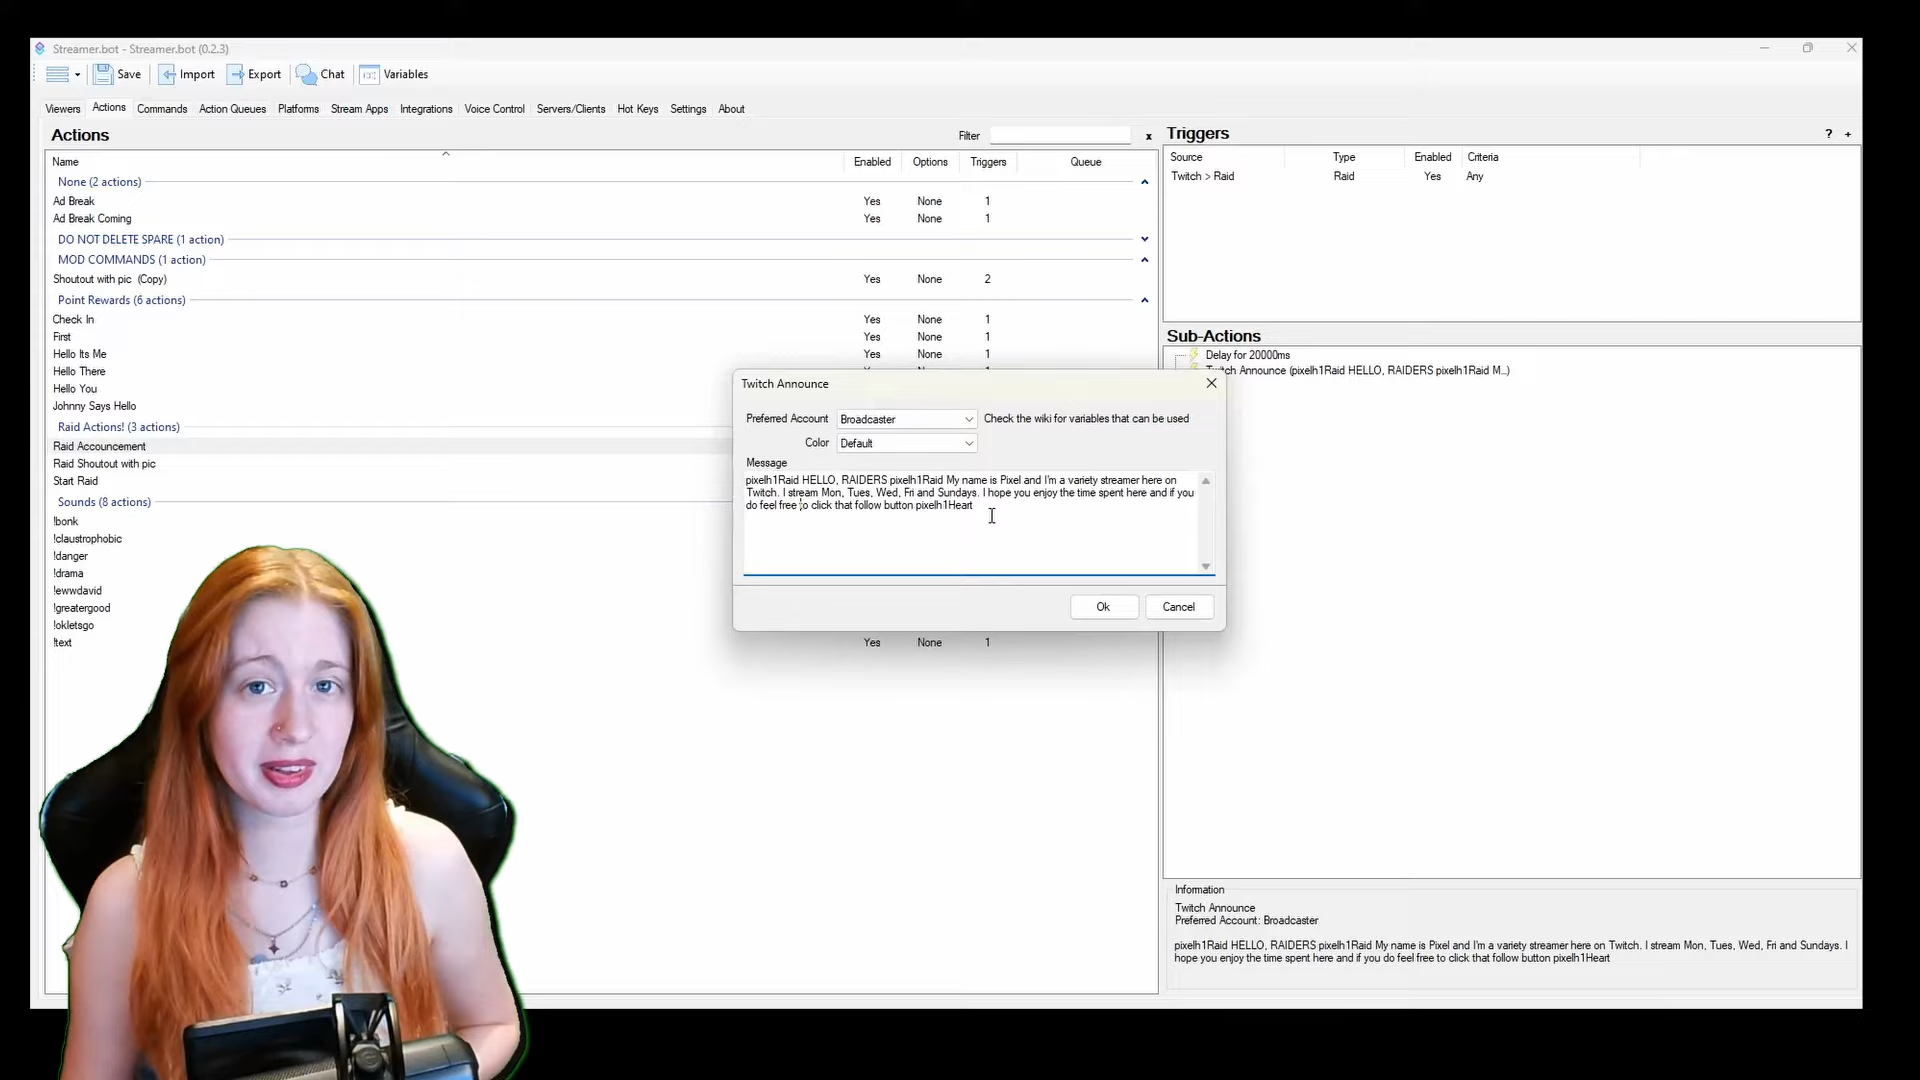 Streamer.bot - Streamer.bot (0.2.3)
Save Import Export Chat Variables
Viewers Actions Commands Action Queues Platforms Stream Apps Integrations Voice Control Servers/Clients Hot Keys Settings About
Actions
Filter
x
Name Enabled Options Triggers Queue
None (2 actions)
Ad Break Yes None 1
Ad Break Coming Yes None 1
DO NOT DELETE SPARE (1 action)
MOD COMMANDS (1 action)
Shoutout with pic (Copy) Yes None 2
Point Rewards (6 actions)
Check In Yes None 1
First Yes None 1
Hello Its Me Yes None 1
Hello There
Hello You
Johnny Says Hello
Raid Actions! (3 actions)
Raid Accouncement
Raid Shoutout with pic
Start Raid
Sounds (8 actions)
!bonk
!claustrophobic
!danger
!drama
!ewwdavid
!greatergood
!okletsgo
!text Yes None 1
Triggers
? +
Source Type Enabled Criteria
Twitch > Raid Raid Yes Any
Sub-Actions
Delay for 20000ms
Twitch Announce (pixelh1Raid HELLO, RAIDERS pixelh1Raid M...)
Twitch Announce
Preferred Account Broadcaster Check the wiki for variables that can be used
Color Default
Message
pixelh1Raid HELLO, RAIDERS pixelh1Raid My name is Pixel and I'm a variety streamer here on
Twitch. I stream Mon, Tues, Wed, Fri and Sundays. I hope you enjoy the time spent here and if you
do feel free to click that follow button pixelh1Heart
Ok Cancel
Information
Twitch Announce
Preferred Account: Broadcaster
pixelh1Raid HELLO, RAIDERS pixelh1Raid My name is Pixel and I'm a variety streamer here on Twitch. I stream Mon, Tues, Wed, Fri and Sundays. I
hope you enjoy the time spent here and if you do feel free to click that follow button pixelh1Heart